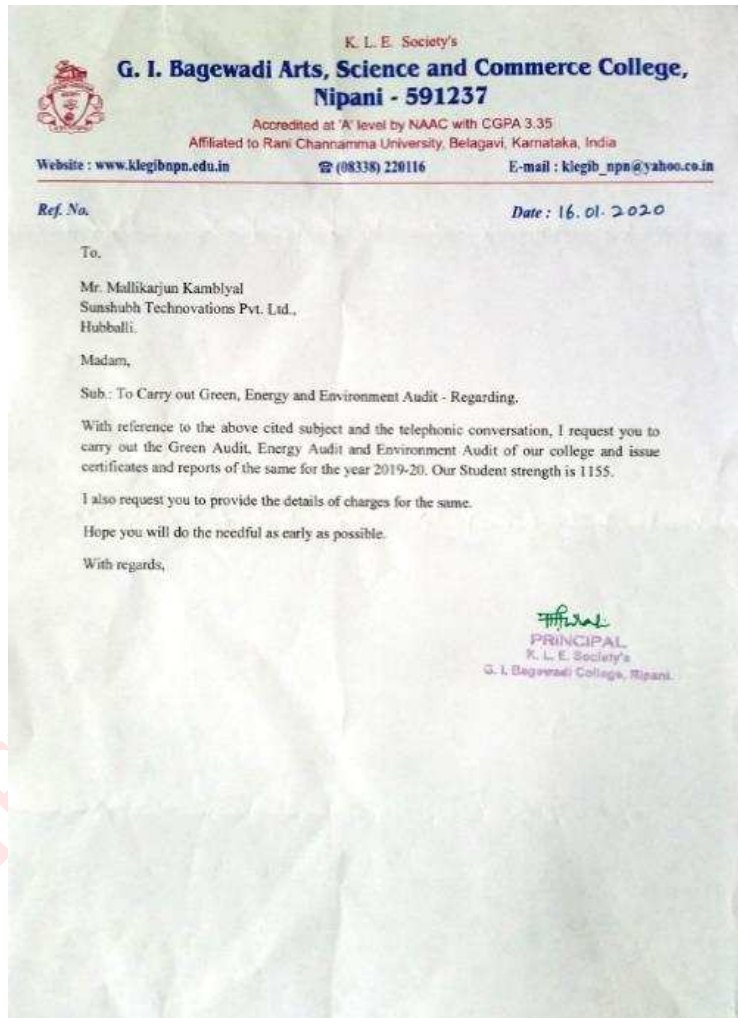 K. L. E. Society's
G. I. Bagewadi Arts, Science and Commerce College,
Nipani - 591237
Accredited at 'A' level by NAAC with CGPA 3.35
Affiliated to Rani Channamma University, Belagavi, Karnataka, India
Website : www.klegibnpn.edu.in ☎ (08338) 220116 E-mail : klegib_npn@yahoo.co.in
Ref. No. Date : 16.01.2020
To,
Mr. Mallikarjun Kamblyal
Sunshubh Technovations Pvt. Ltd.,
Hubballi.
Madam,
Sub.: To Carry out Green, Energy and Environment Audit - Regarding.
With reference to the above cited subject and the telephonic conversation, I request you to
carry out the Green Audit, Energy Audit and Environment Audit of our college and issue
certificates and reports of the same for the year 2019-20. Our Student strength is 1155.
I also request you to provide the details of charges for the same.
Hope you will do the needful as early as possible.
With regards,
PRINCIPAL
K. L. E. Society's
G. I. Bagewadi College, Nipani.